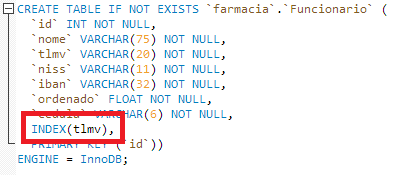 CREATE TABLE IF NOT EXISTS `farmacia`.`Funcionario` (
`id` INT NOT NULL,
`nome` VARCHAR(75) NOT NULL,
`tlmv` VARCHAR(20) NOT NULL,
`niss` VARCHAR(11) NOT NULL,
`iban` VARCHAR(32) NOT NULL,
`ordenado` FLOAT NOT NULL,
`cedula` VARCHAR(6) NOT NULL,
INDEX(tlmv),
PRIMARY KEY (`id`))
ENGINE = InnoDB;